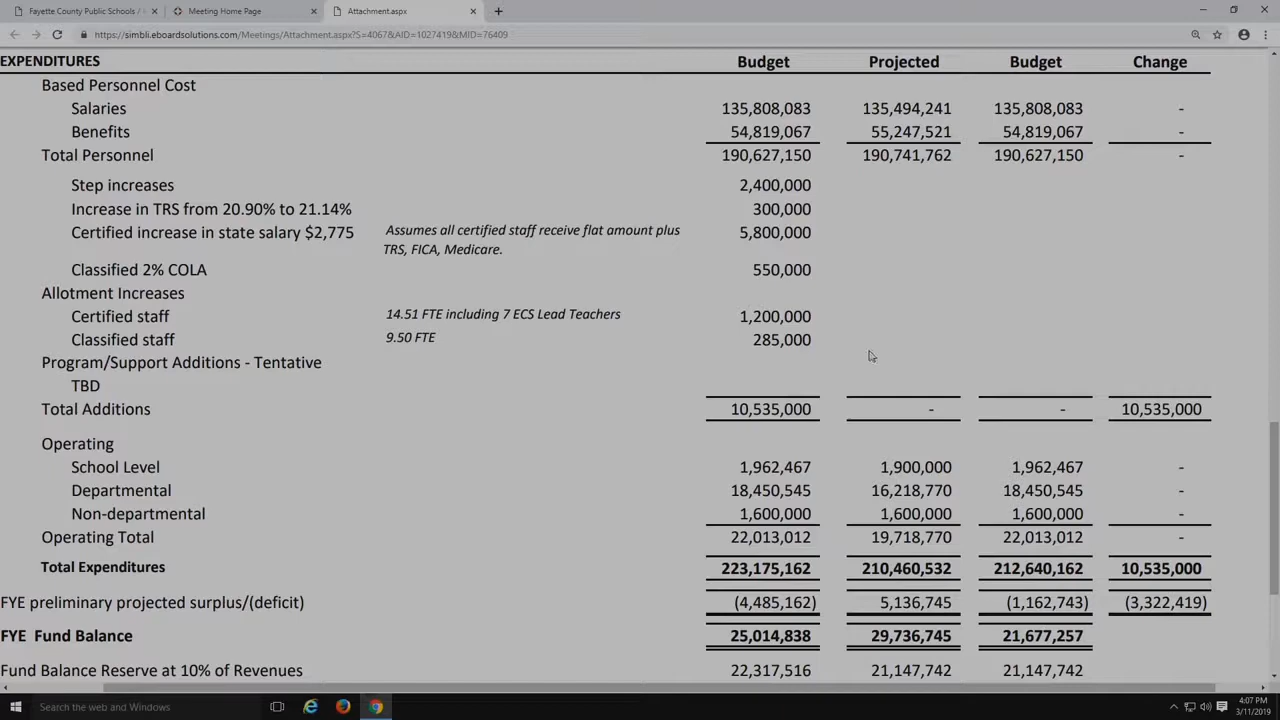 Fayette County Public Schools /
Meeting Home Page
Attachment.aspx
https://simbli.eboardsolutions.com/Meetings/Attachment.aspx?S=4067&AID=1027419&MID=76409
EXPENDITURES Budget Projected Budget Change
Based Personnel Cost
Salaries 135,808,083 135,494,241 135,808,083 -
Benefits 54,819,067 55,247,521 54,819,067 -
Total Personnel 190,627,150 190,741,762 190,627,150 -
Step increases 2,400,000
Increase in TRS from 20.90% to 21.14% 300,000
Certified increase in state salary $2,775 Assumes all certified staff receive flat amount plus 5,800,000
TRS, FICA, Medicare.
Classified 2% COLA 550,000
Allotment Increases
Certified staff 14.51 FTE including 7 ECS Lead Teachers 1,200,000
Classified staff 9.50 FTE 285,000
Program/Support Additions - Tentative
TBD
Total Additions 10,535,000 - - 10,535,000
Operating
School Level 1,962,467 1,900,000 1,962,467 -
Departmental 18,450,545 16,218,770 18,450,545 -
Non-departmental 1,600,000 1,600,000 1,600,000 -
Operating Total 22,013,012 19,718,770 22,013,012 -
Total Expenditures 223,175,162 210,460,532 212,640,162 10,535,000
FYE preliminary projected surplus/(deficit) (4,485,162) 5,136,745 (1,162,743) (3,322,419)
FYE Fund Balance 25,014,838 29,736,745 21,677,257
Fund Balance Reserve at 10% of Revenues 22,317,516 21,147,742 21,147,742
Search the web and Windows
4:07 PM
3/11/2019